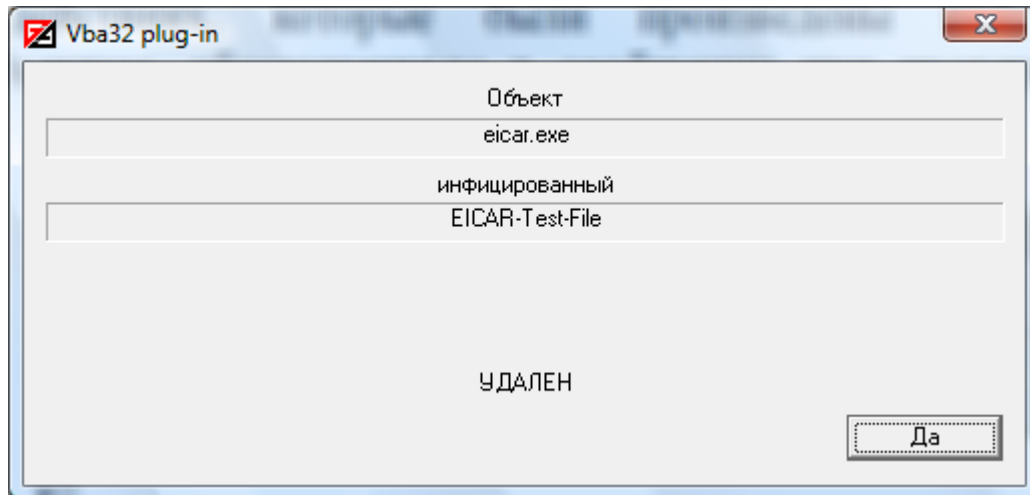 Vba32 plug-in
Объект
eicar.exe
инфицированный
EICAR-Test-File
УДАЛЕН
Да